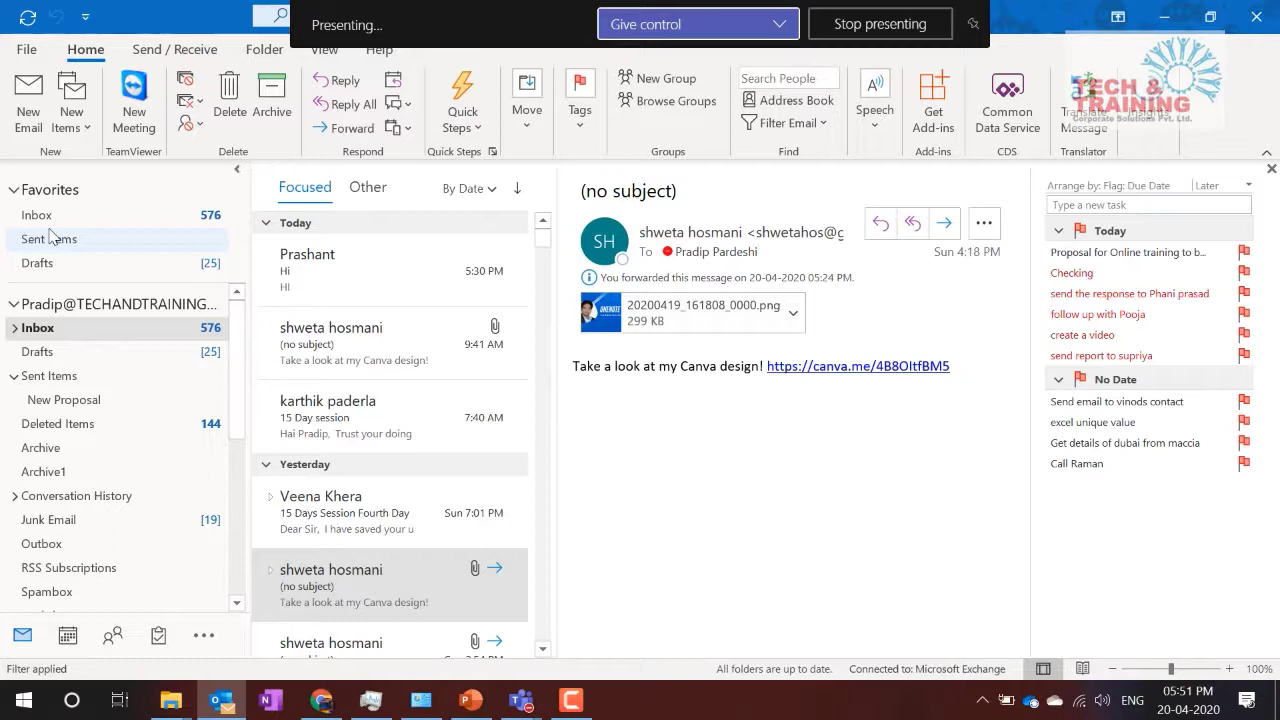 Presenting...
Give control
Stop presenting
File
Home
Send / Receive
Folder
View
Help
New Email
New Items
New Meeting
Delete
Archive
Reply
Reply All
Forward
Quick Steps
Move
Tags
New Group
Browse Groups
Search People
Address Book
Filter Email
Speech
Get Add-ins
Common Data Service
Translate Message
Insights
TECH & TRAINING
Corporate Solutions Pvt. Ltd.
New
TeamViewer
Delete
Respond
Quick Steps
Groups
Find
Add-ins
CDS
Translator
Favorites
Inbox 576
Sent Items
Drafts [25]
Pradip@TECHANDTRAINING...
Inbox 576
Drafts [25]
Sent Items
New Proposal
Deleted Items 144
Archive
Archive1
Conversation History
Junk Email [19]
Outbox
RSS Subscriptions
Spambox
Focused
Other
By Date
Today
Prashant
Hi 5:30 PM
HI
shweta hosmani
(no subject) 9:41 AM
Take a look at my Canva design!
karthik paderla
15 Day session 7:40 AM
Hai Pradip, Trust your doing
Yesterday
Veena Khera
15 Days Session Fourth Day Sun 7:01 PM
Dear Sir, I have saved your u
shweta hosmani
(no subject)
Take a look at my Canva design!
shweta hosmani
(no subject)
SH
shweta hosmani <shwetahos@g
To Pradip Pardeshi
Sun 4:18 PM
You forwarded this message on 20-04-2020 05:24 PM.
20200419_161808_0000.png
299 KB
Take a look at my Canva design! https://canva.me/4B8OItfBM5
Arrange by: Flag: Due Date
Later
Type a new task
Today
Proposal for Online training to b...
Checking
send the response to Phani prasad
follow up with Pooja
create a video
send report to supriya
No Date
Send email to vinods contact
excel unique value
Get details of dubai from maccia
Call Raman
Filter applied
All folders are up to date.
Connected to: Microsoft Exchange
100%
ENG
05:51 PM
20-04-2020